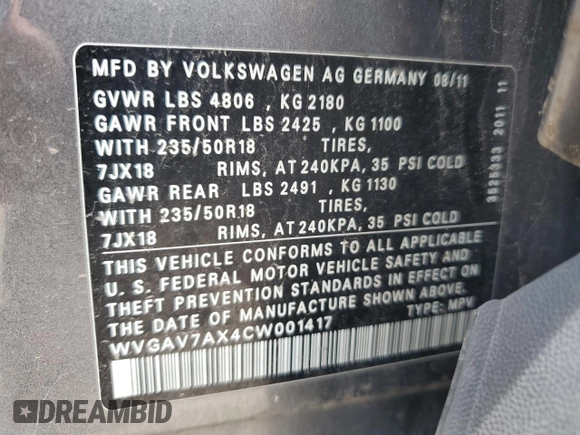 MFD BY VOLKSWAGEN AG GERMANY 08/11
GVWR LBS 4806 , KG 2180
GAWR FRONT LBS 2425 , KG 1100
WITH 235/50R18 TIRES,
7JX18 RIMS, AT 240KPA, 35 PSI COLD
GAWR REAR LBS 2491 , KG 1130
WITH 235/50R18 TIRES,
7JX18 RIMS, AT 240KPA, 35 PSI COLD
THIS VEHICLE CONFORMS TO ALL APPLICABLE
U. S. FEDERAL MOTOR VEHICLE SAFETY AND
THEFT PREVENTION STANDARDS IN EFFECT ON
THE DATE OF MANUFACTURE SHOWN ABOVE.
WVGAV7AX4CW001417 TYPE: MPV
3525333 2011 11
DREAMBID